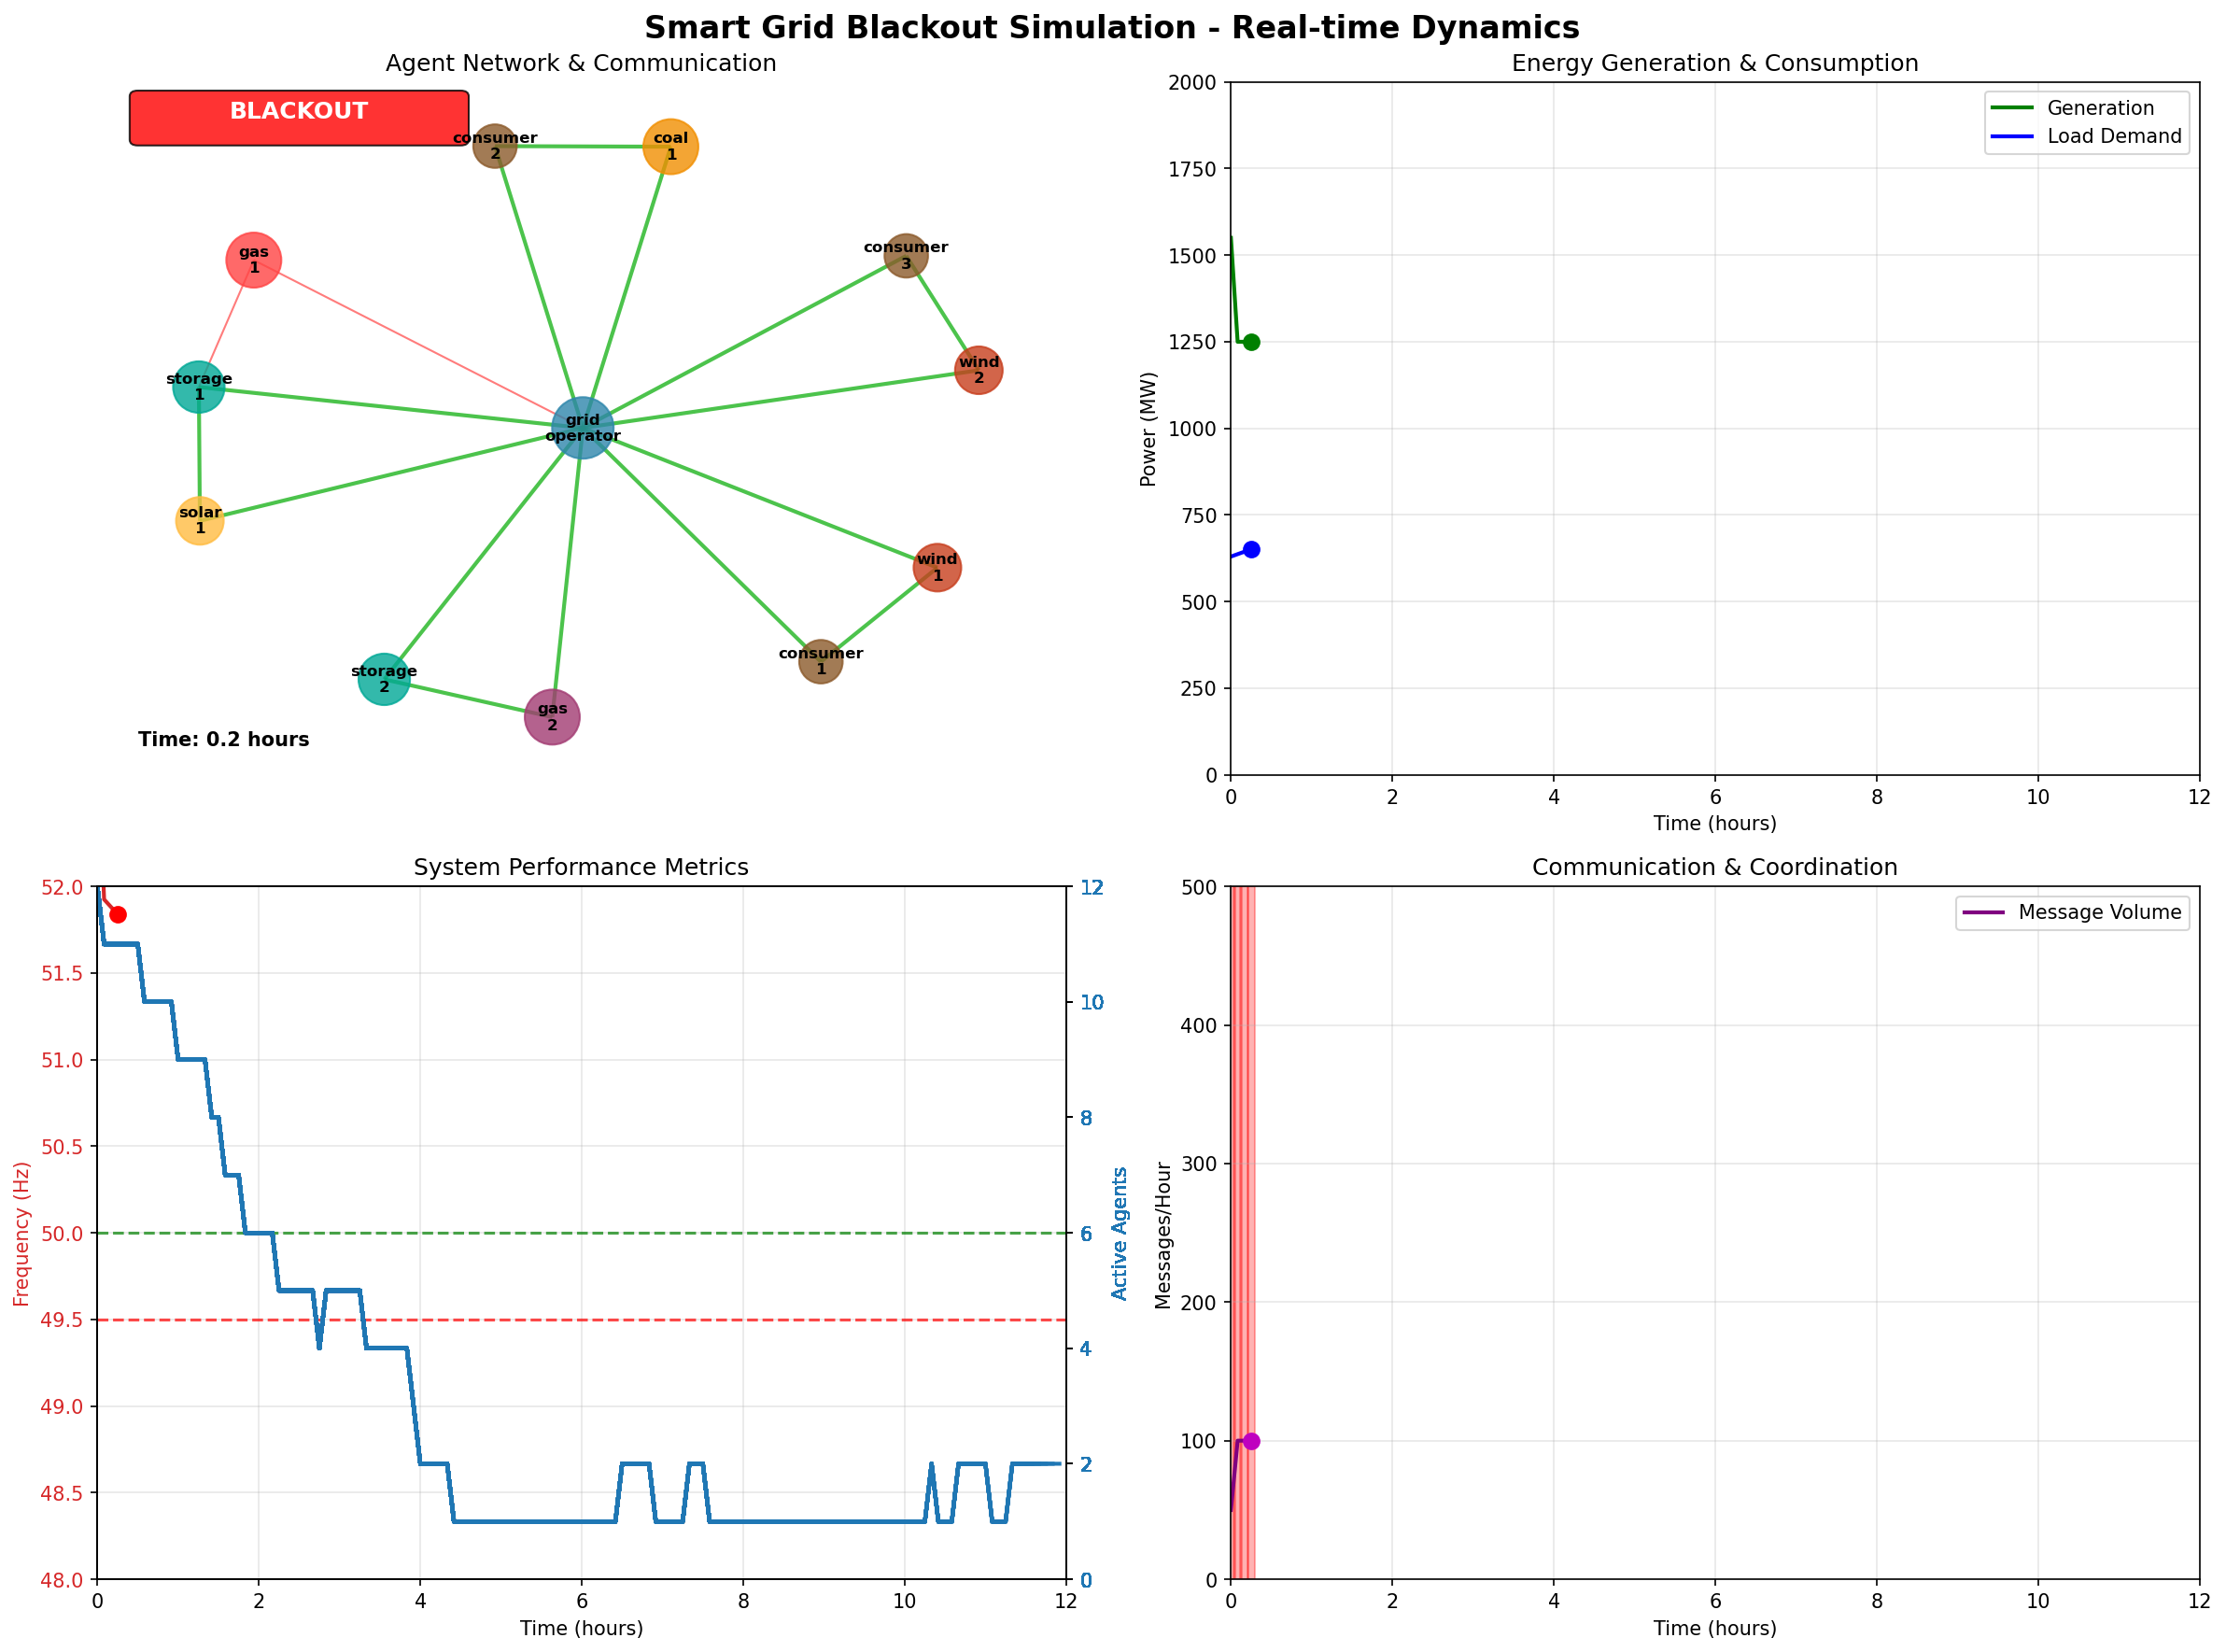 Smart Grid Blackout Simulation - Real-time Dynamics
Agent Network & Communication
BLACKOUT
consumer
2
coal
1
gas
1
consumer
3
storage
1
wind
2
grid
operator
solar
1
wind
1
consumer
1
storage
2
gas
2
Time: 0.2 hours
Energy Generation & Consumption
Generation
Load Demand
Power (MW)
2000
1750
1500
1250
1000
750
500
250
0
0 2 4 6 8 10 12
Time (hours)
System Performance Metrics
Frequency (Hz)
52.0
51.5
51.0
50.5
50.0
49.5
49.0
48.5
48.0
12
10
8
6
4
2
0
Active Agents
0 2 4 6 8 10 12
Time (hours)
Communication & Coordination
Message Volume
Messages/Hour
500
400
300
200
100
0
0 2 4 6 8 10 12
Time (hours)